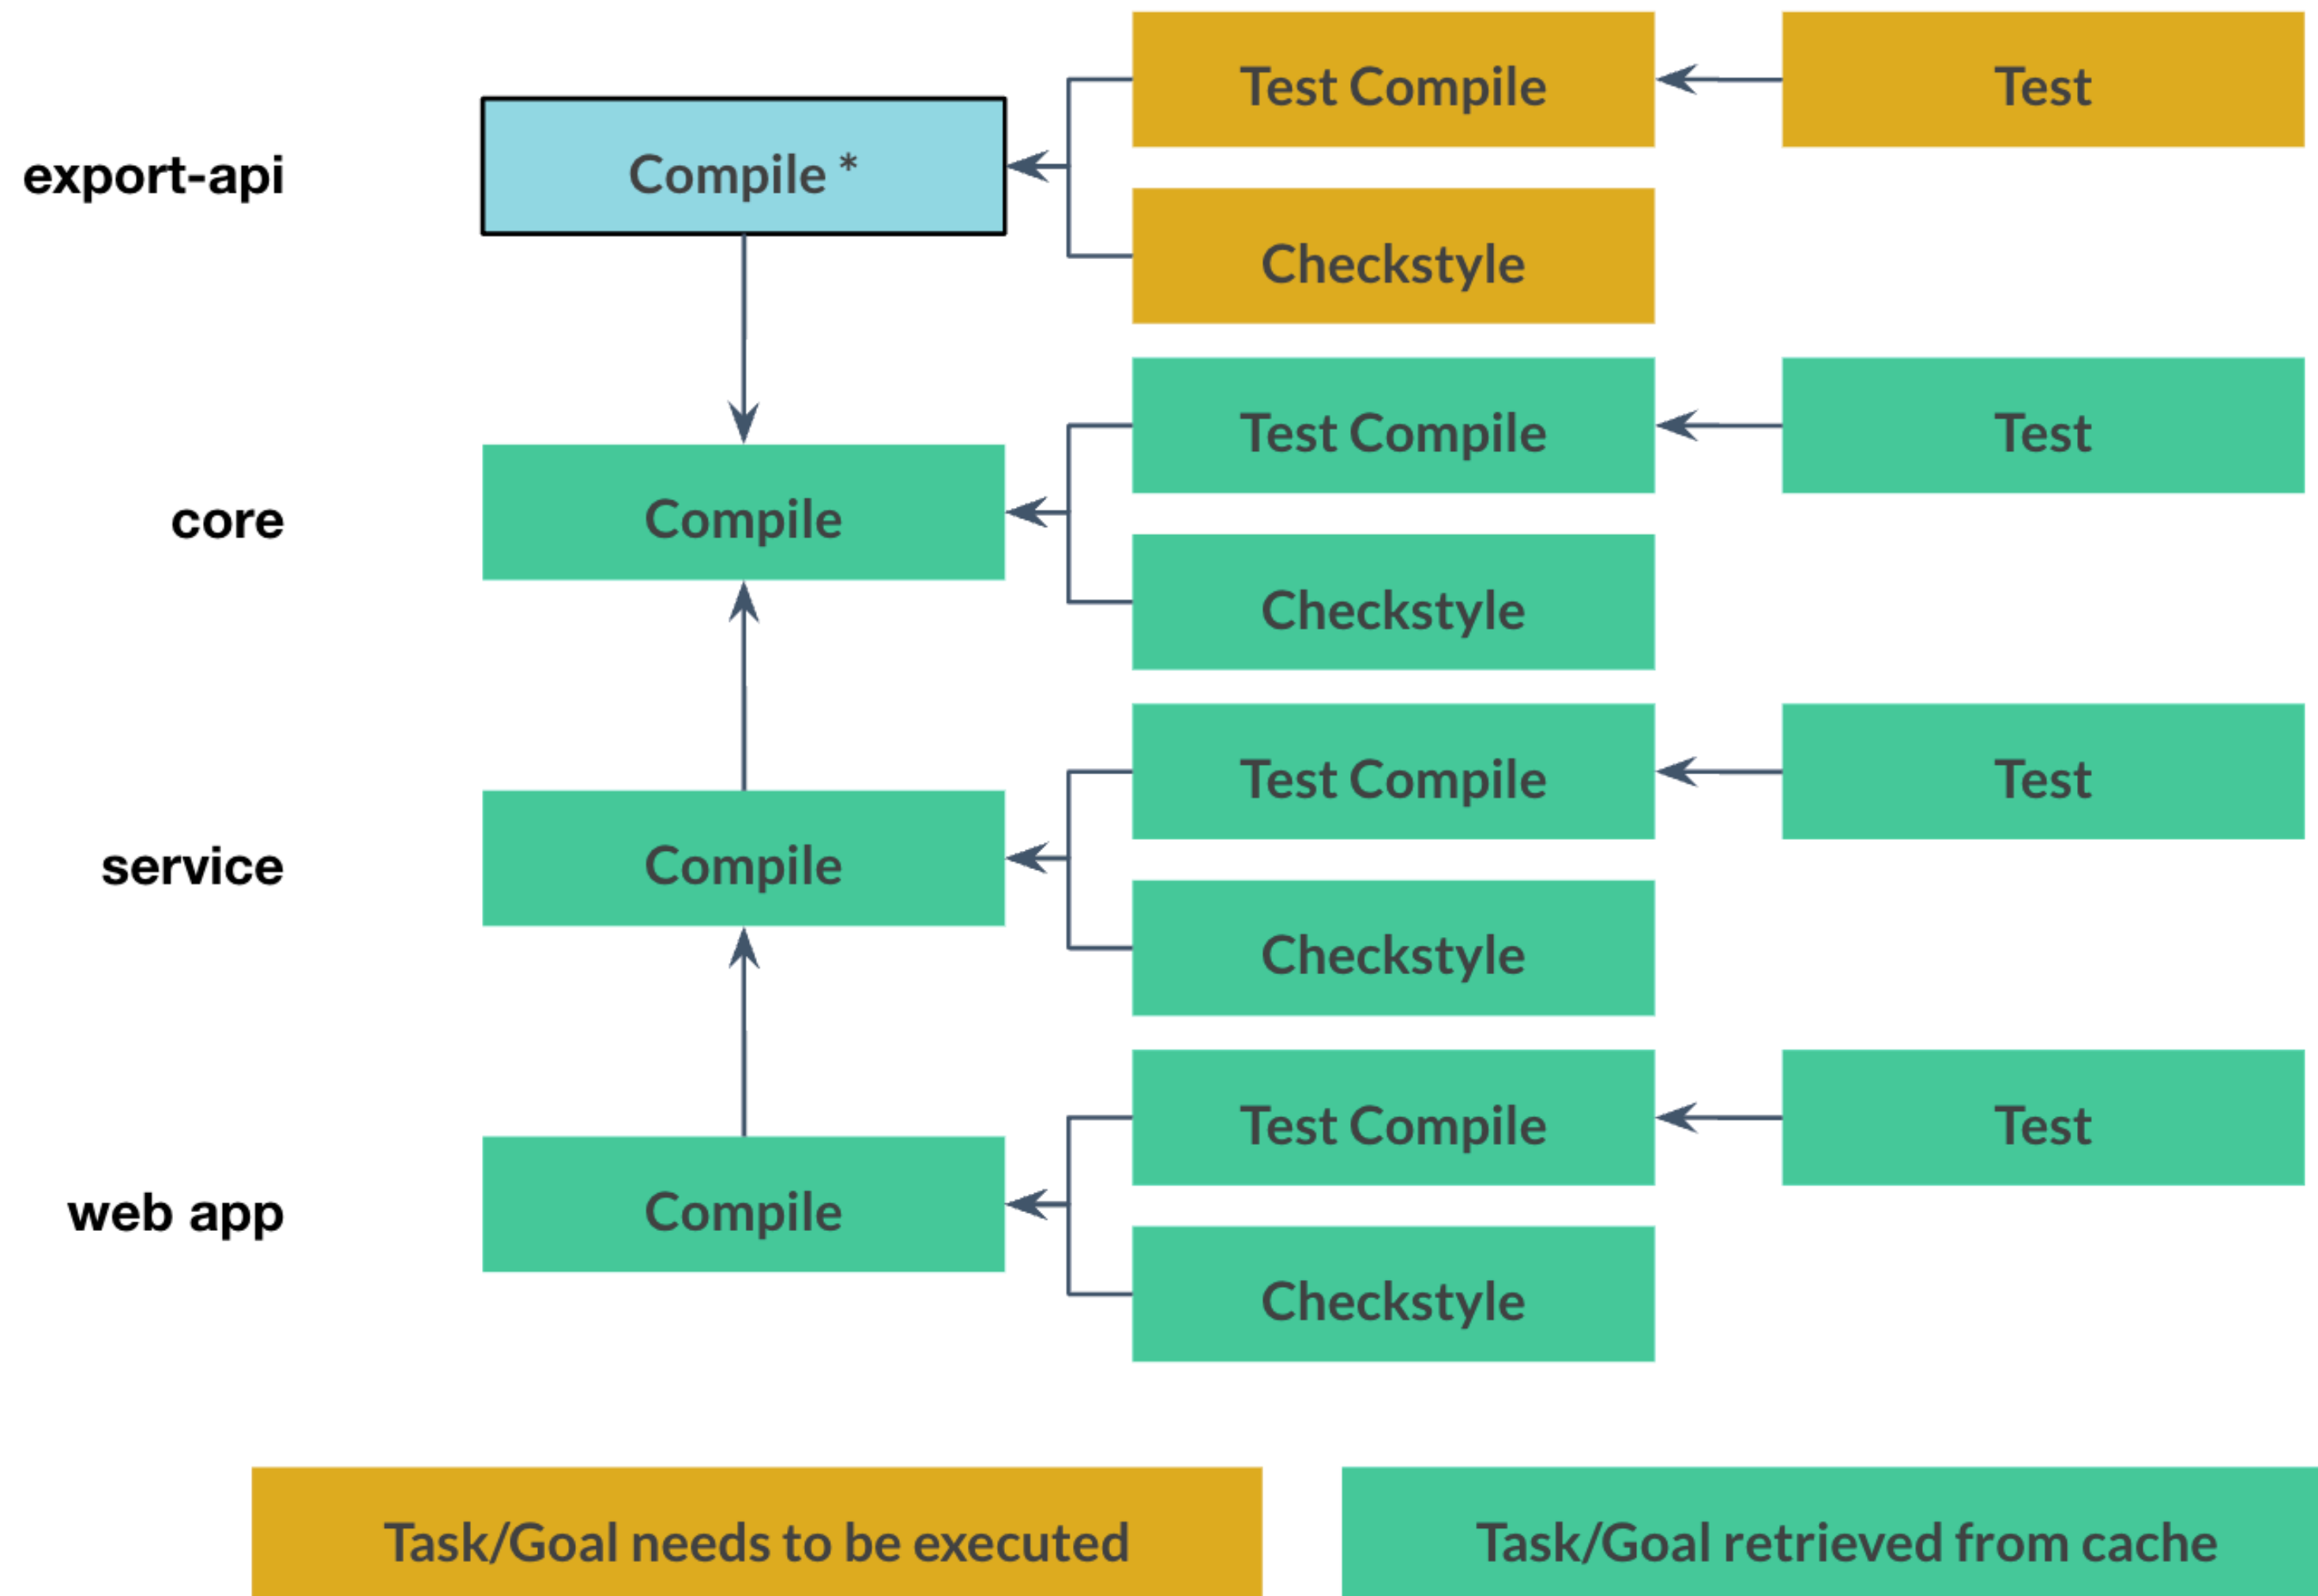 Test Compile
Test
export-api
Compile *
Checkstyle
Test Compile
Test
core
Compile
Checkstyle
Test Compile
Test
service
Compile
Checkstyle
Test Compile
Test
web app
Compile
Checkstyle
Task/Goal needs to be executed
Task/Goal retrieved from cache